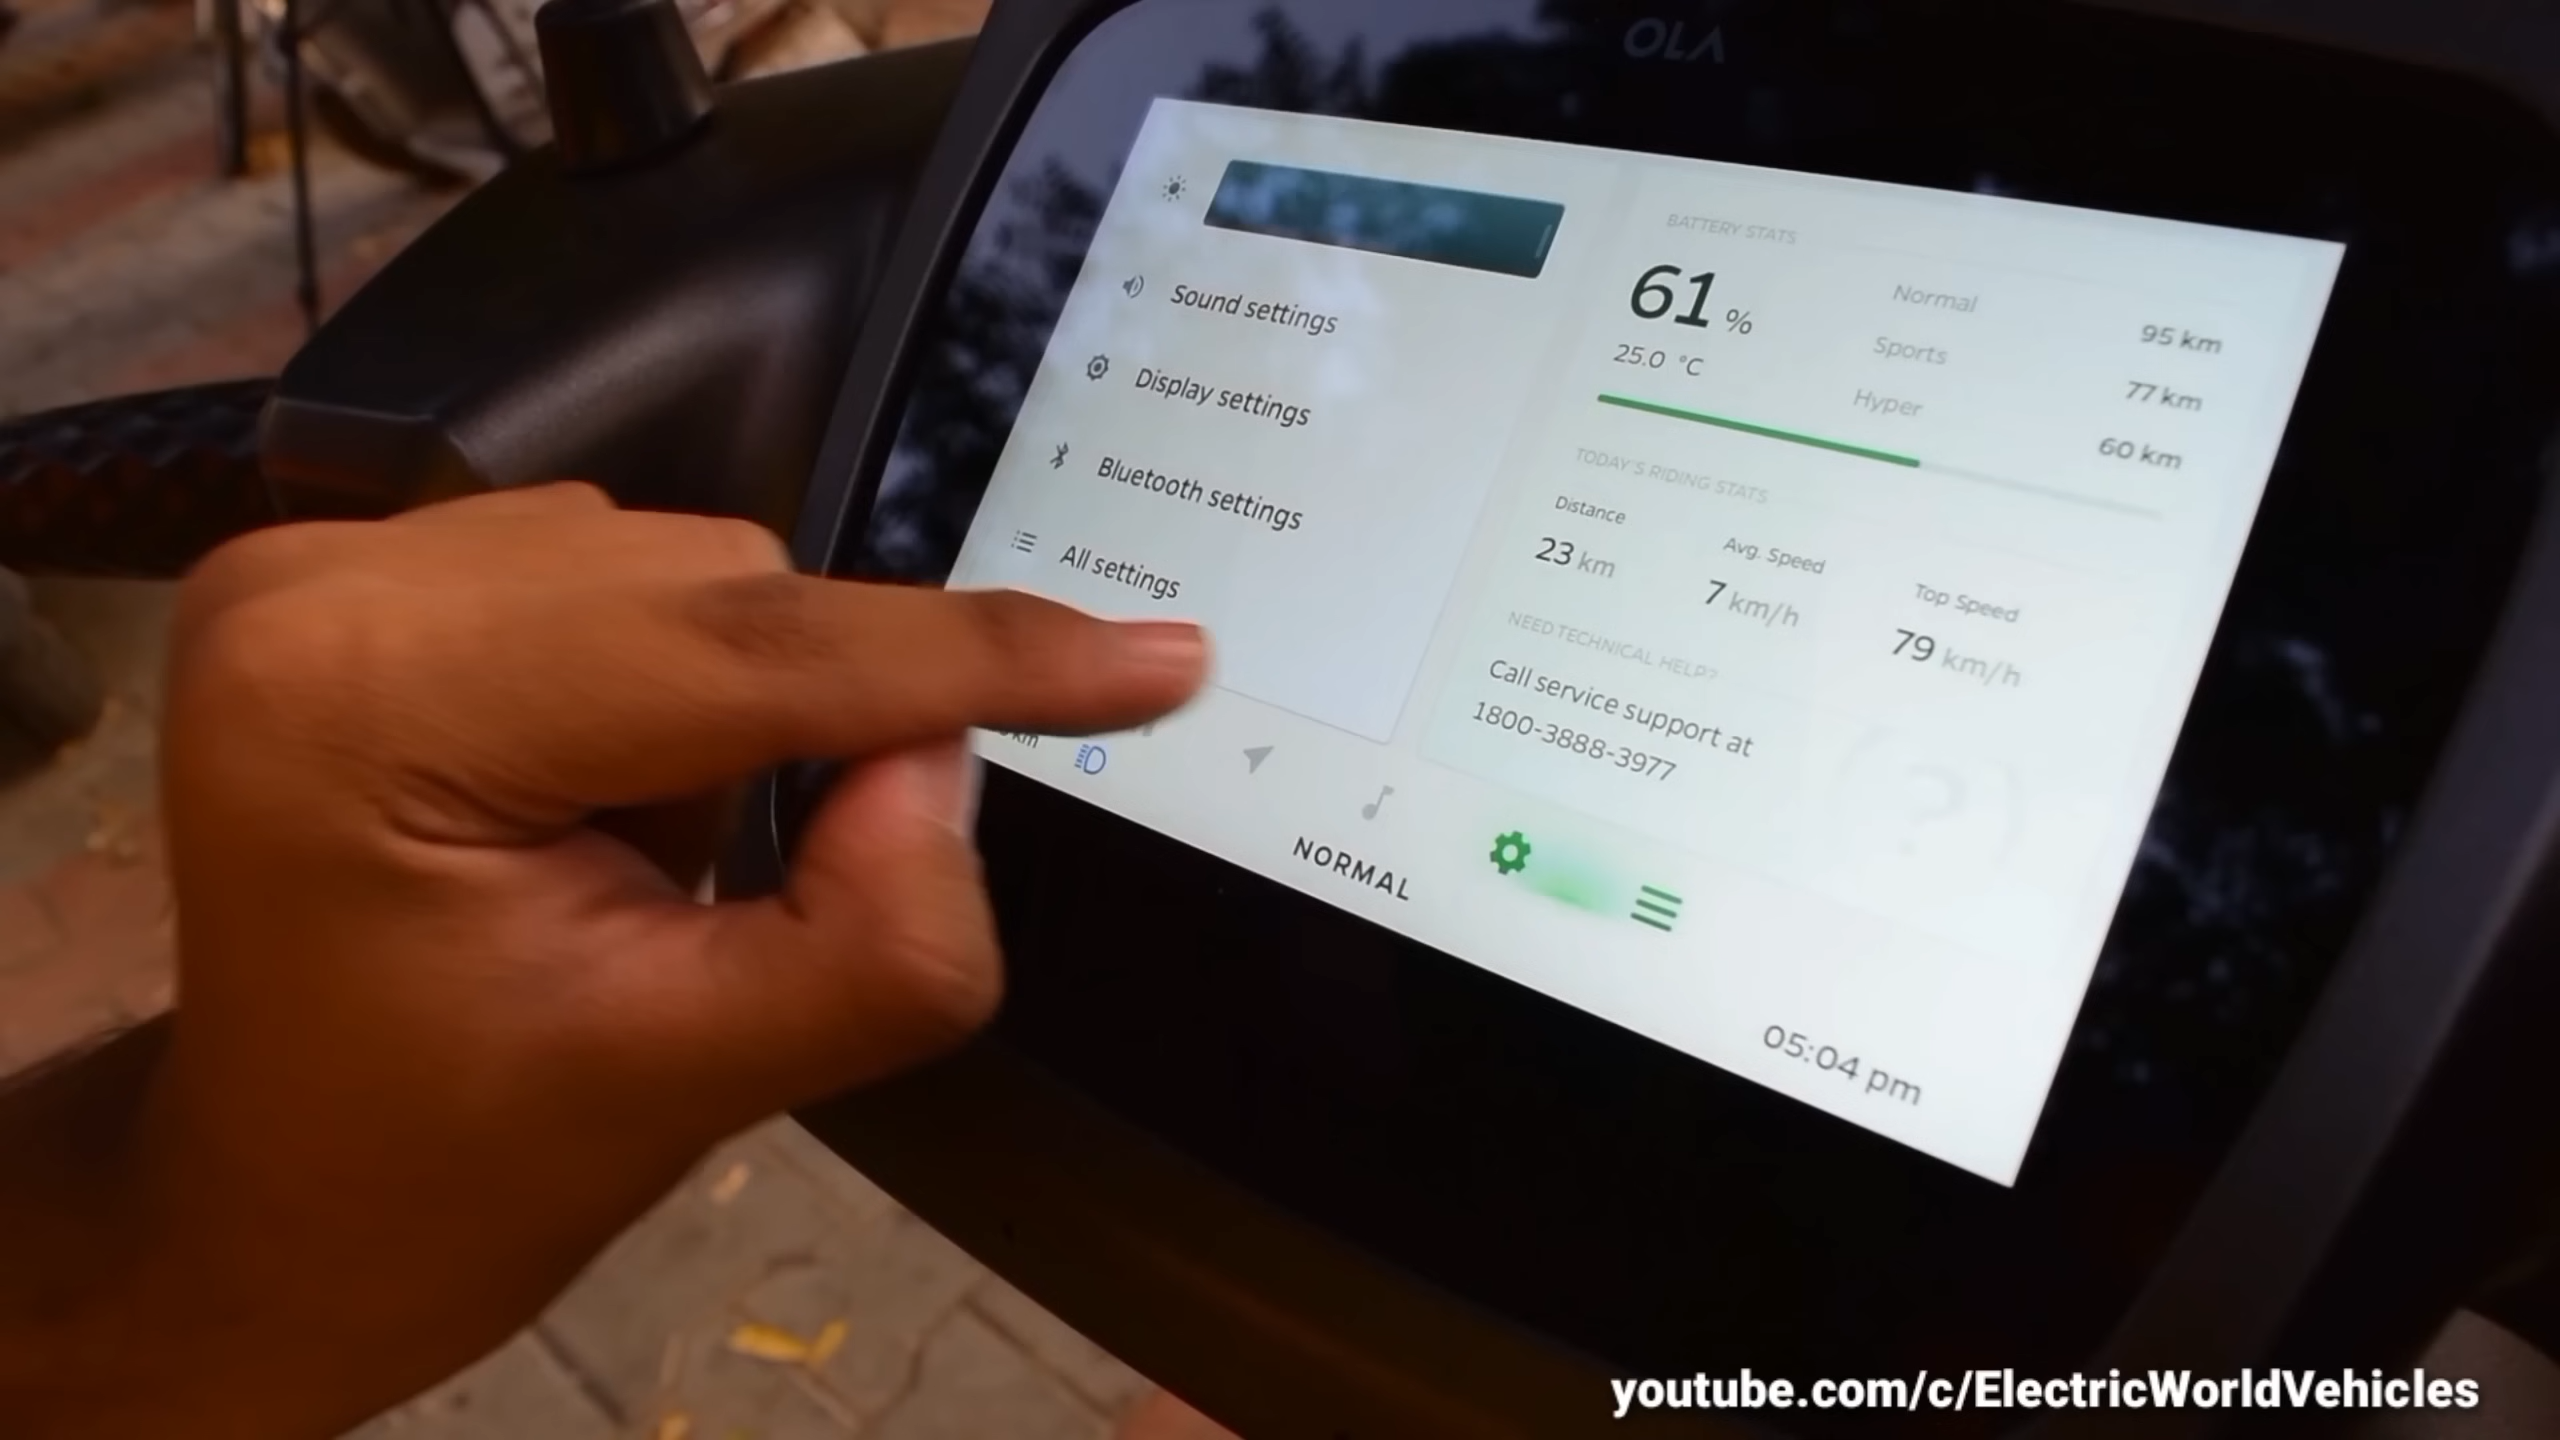 OLA
Sound settings
Display settings
Bluetooth settings
All settings
BATTERY STATS
61 %
25.0 °C
Normal 95 km
Sports 77 km
Hyper 60 km
TODAY'S RIDING STATS
Distance
23 km
Avg. Speed
7 km/h
Top Speed
79 km/h
NEED TECHNICAL HELP?
Call service support at
1800-3888-3977
?
km
NORMAL
05:04 pm
youtube.com/c/ElectricWorldVehicles